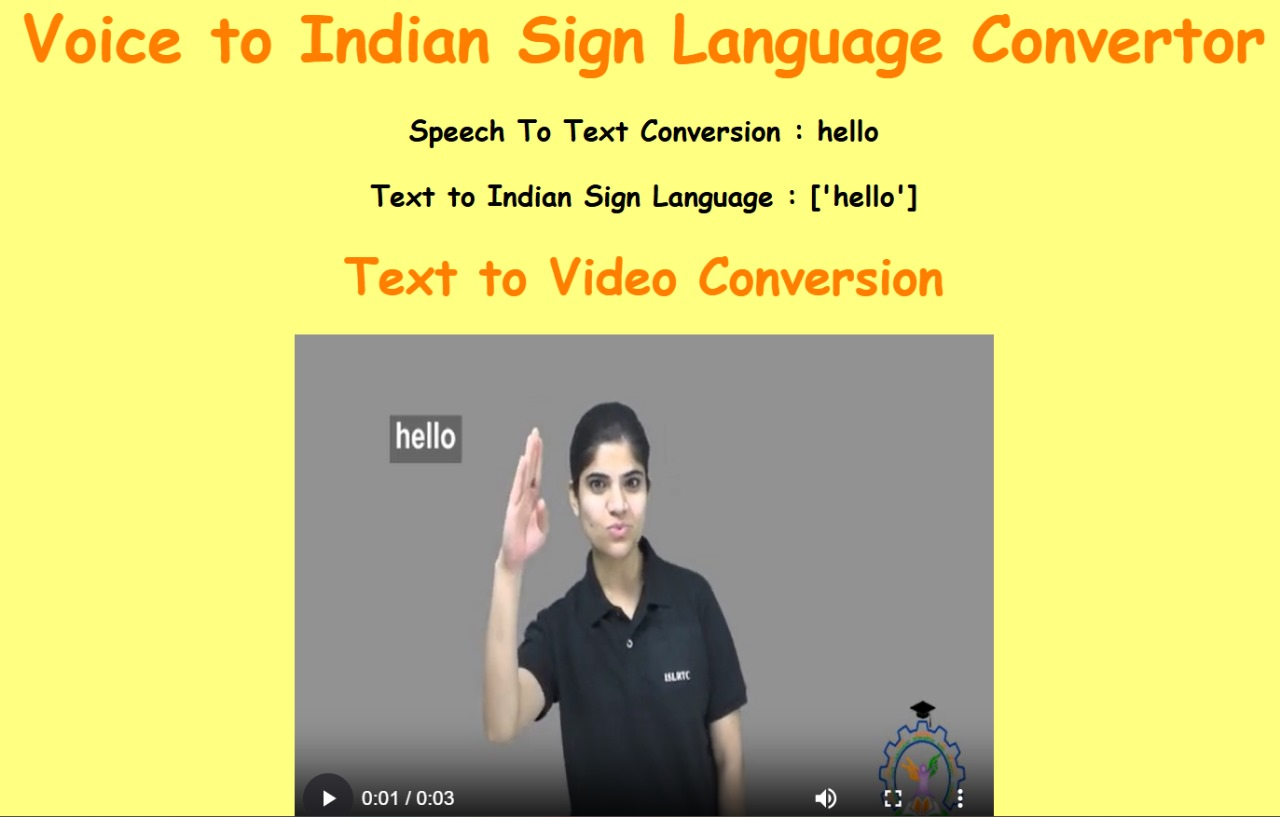 Voice to Indian Sign Language Convertor
Speech To Text Conversion : hello
Text to Indian Sign Language : ['hello']
Text to Video Conversion
hello
ISLRTC
0:01 / 0:03